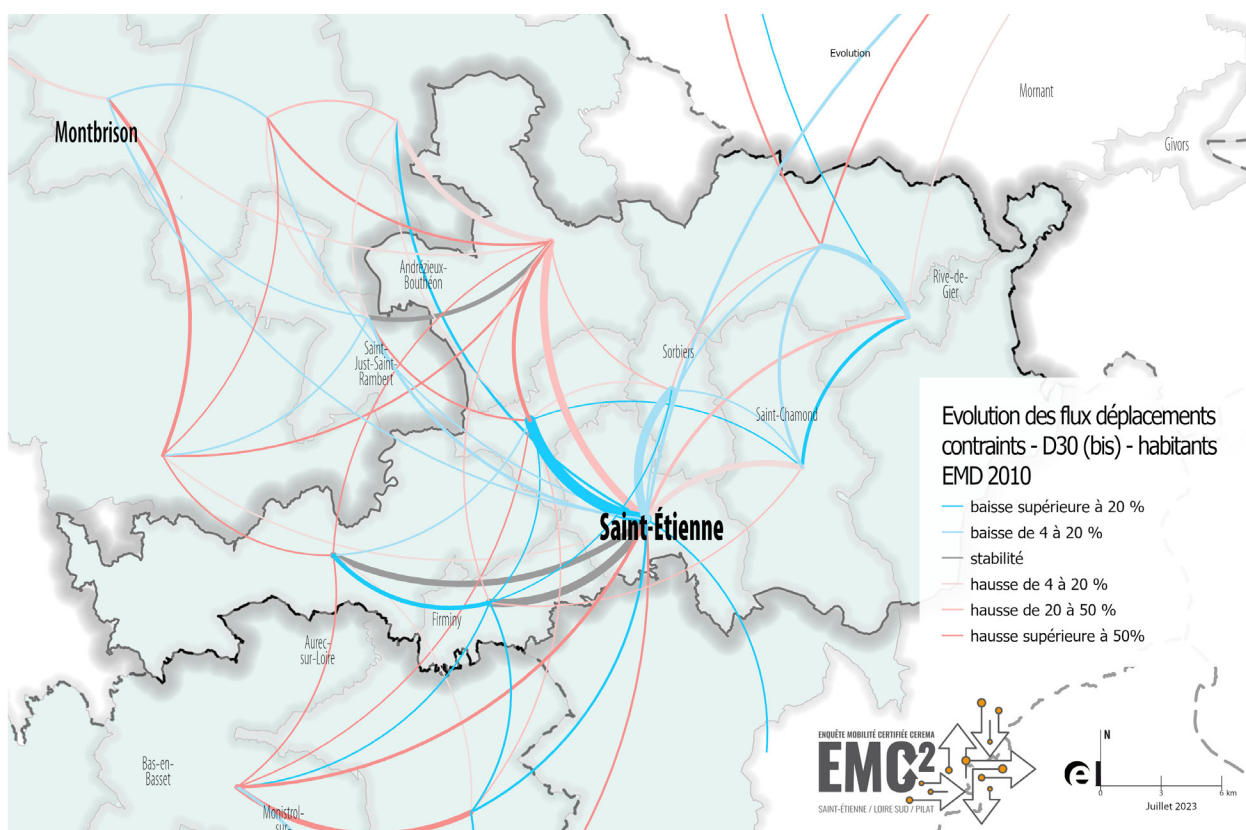 Evolution
Mornant
Montbrison
Givors
Andrézieux-
Bouthéon
Rive-de-
Gier
Saint-
Just-Saint-
Rambert
Sorbiers
Saint-Chamond
Evolution des flux déplacements
contraints - D30 (bis) - habitants
EMD 2010
baisse supérieure à 20 %
baisse de 4 à 20 %
stabilité
hausse de 4 à 20 %
hausse de 20 à 50 %
hausse supérieure à 50%
Saint-Étienne
Firminy
Aurec-
sur-Loire
Bas-en-
Basset
Monistrol-
sur-
ENQUÊTE MOBILITÉ CERTIFIÉE CEREMA
EMC2
SAINT-ÉTIENNE / LOIRE SUD / PILAT
N
0 3 6 km
Juillet 2023